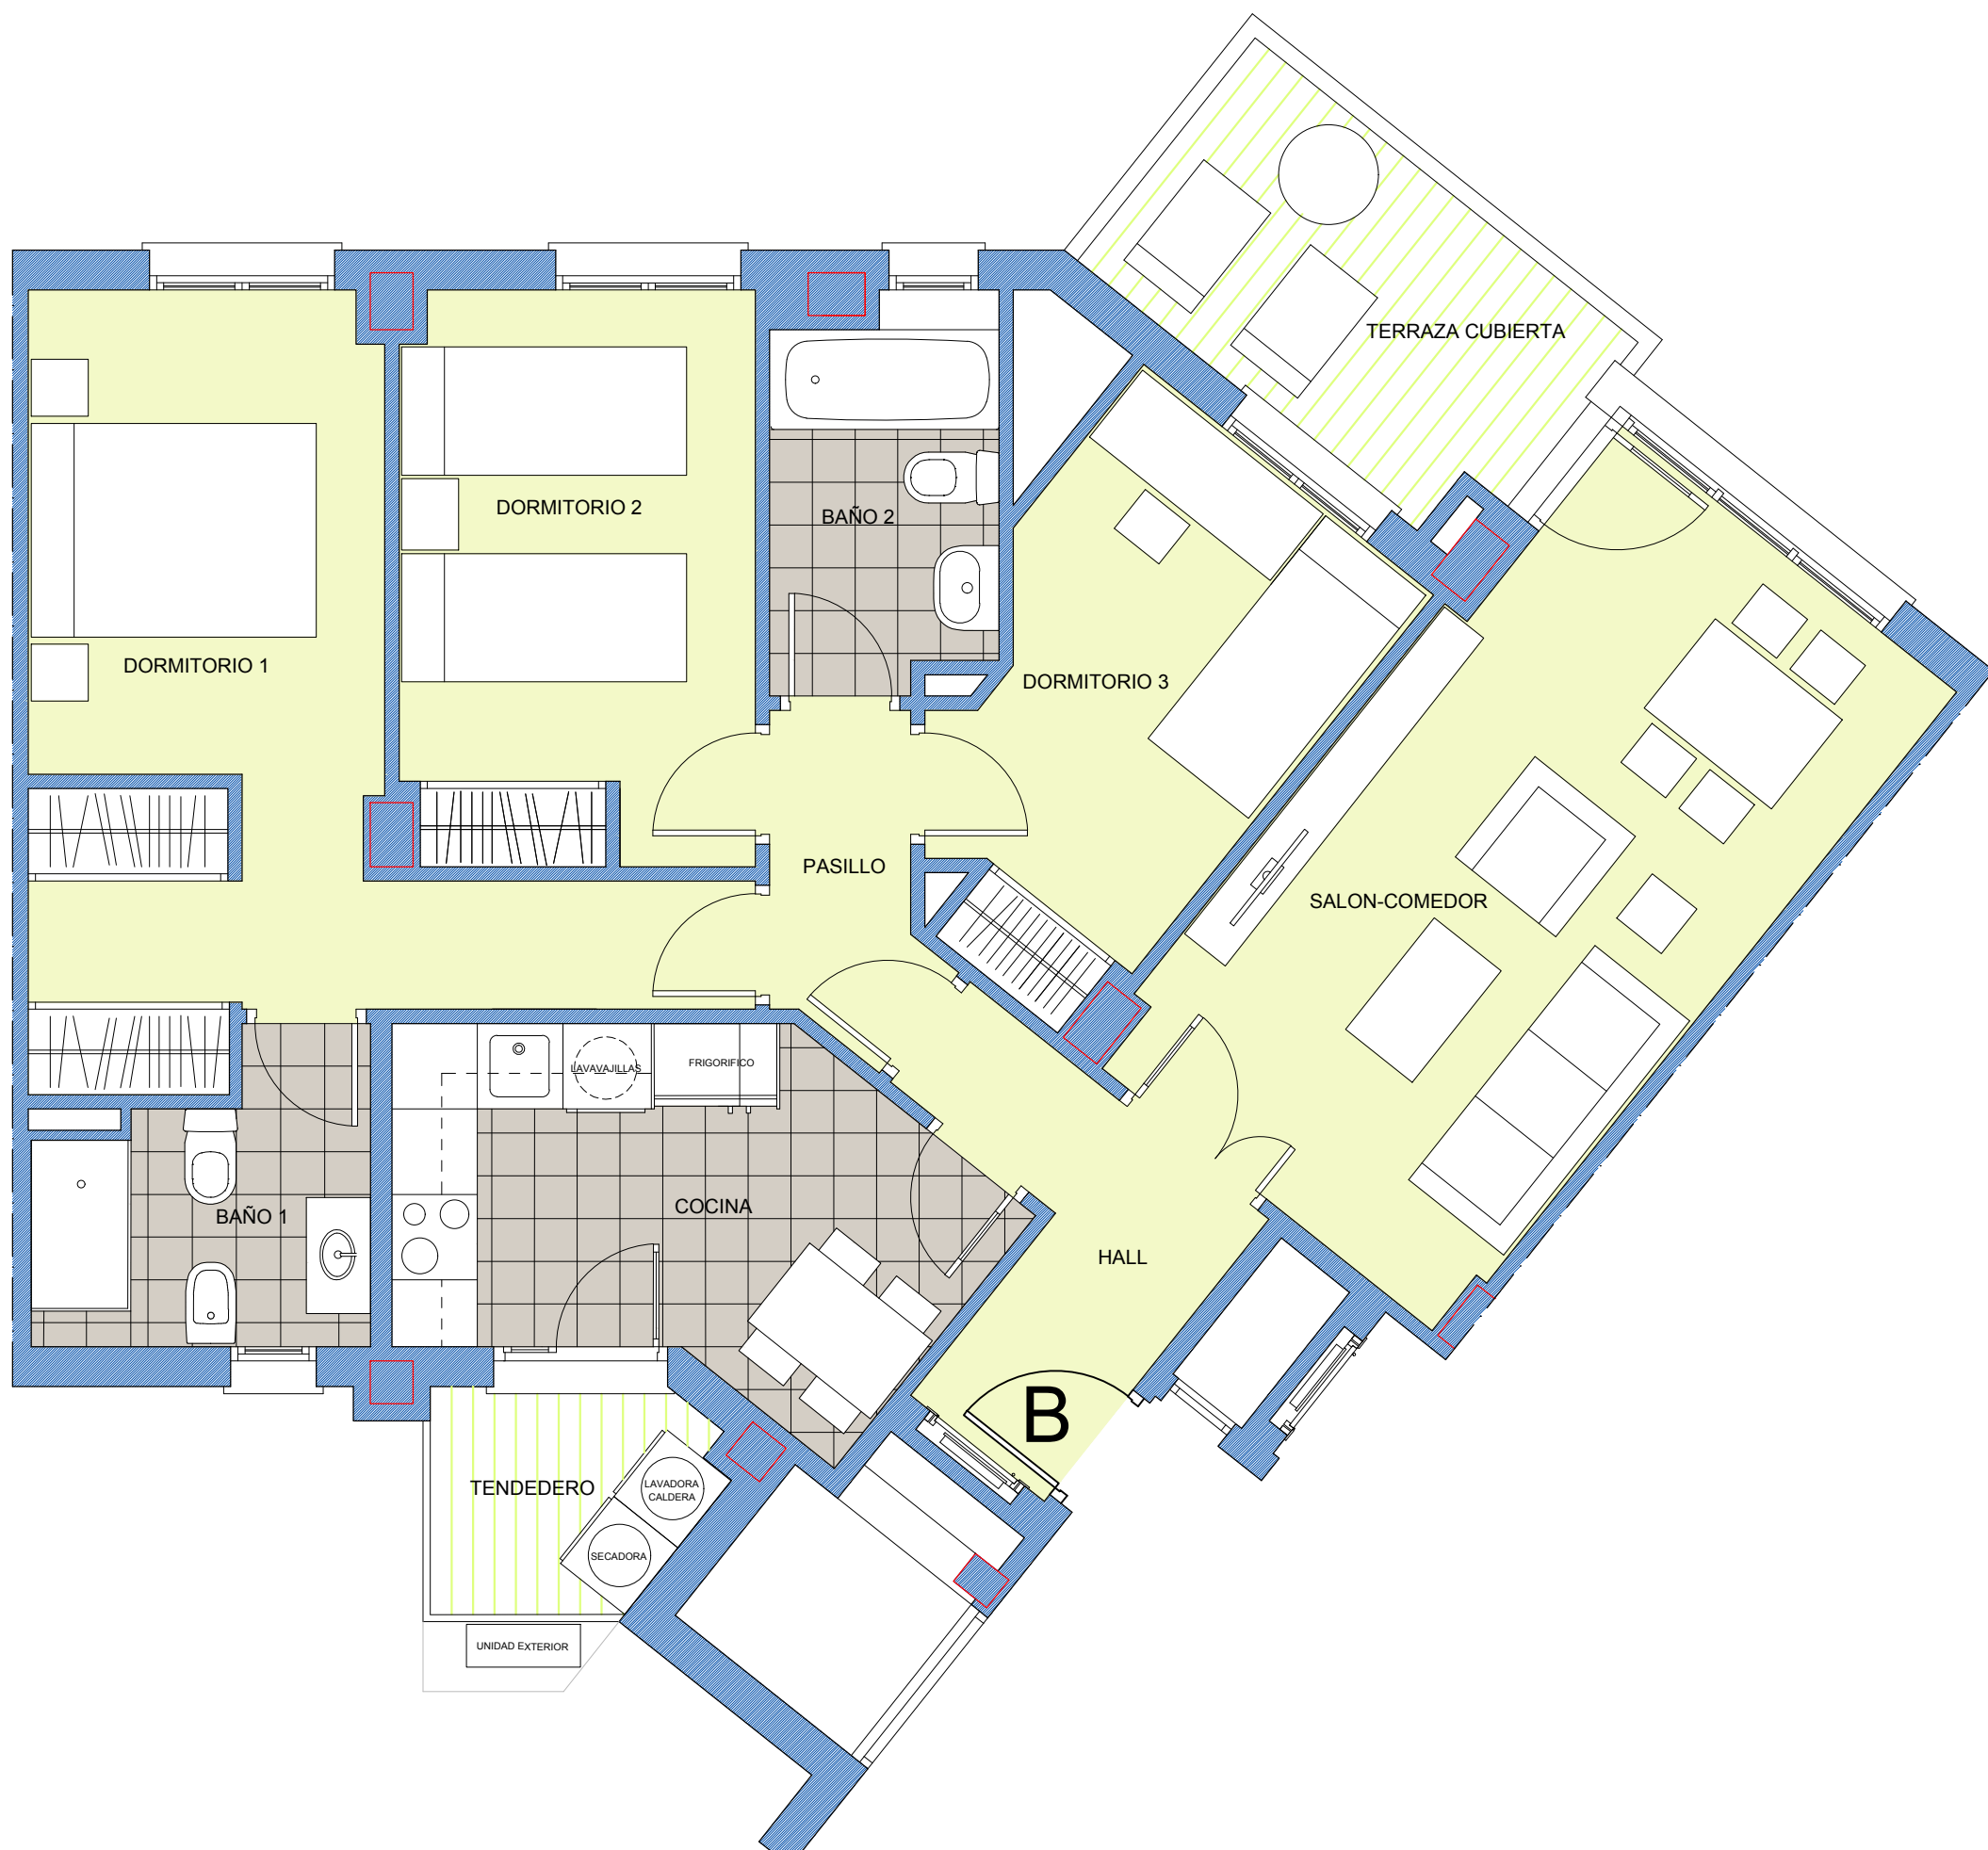 TERRAZA CUBIERTA
DORMITORIO 2
BAÑO 2
DORMITORIO 1
DORMITORIO 3
PASILLO
SALON-COMEDOR
LAVAVAJILLAS
FRIGORIFICO
COCINA
BAÑO 1
HALL
B
TENDEDERO
LAVADORA
CALDERA
SECADORA
UNIDAD EXTERIOR